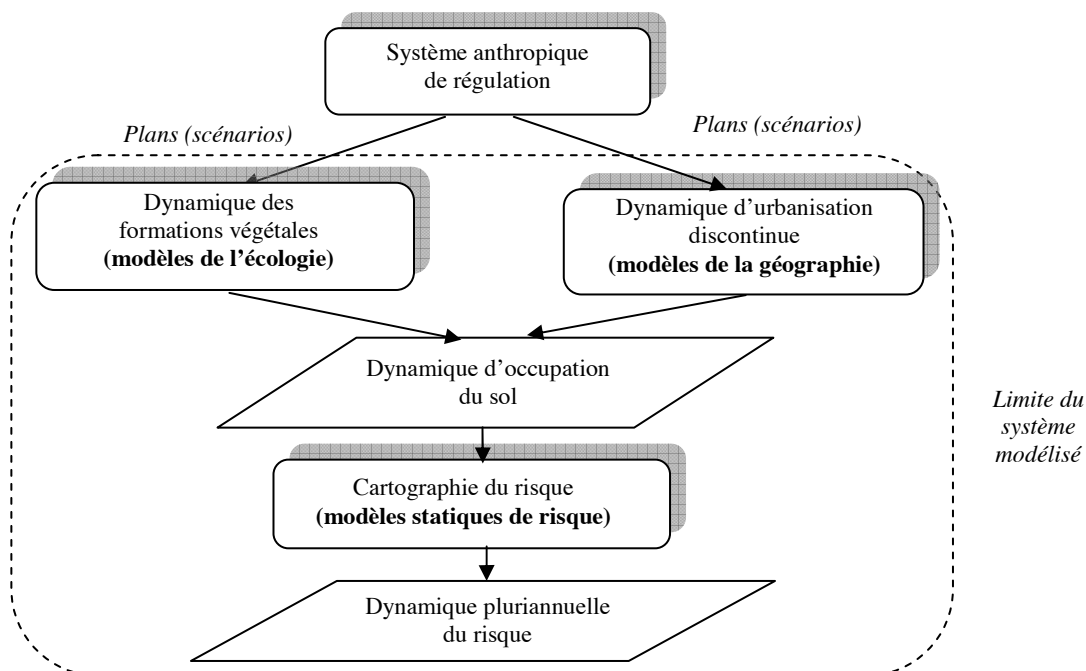 Système anthropique
de régulation
Plans (scénarios)
Plans (scénarios)
Dynamique des
formations végétales
(modèles de l'écologie)
Dynamique d'urbanisation
discontinue
(modèles de la géographie)
Dynamique d'occupation
du sol
Limite du
système
modélisé
Cartographie du risque
(modèles statiques de risque)
Dynamique pluriannuelle
du risque